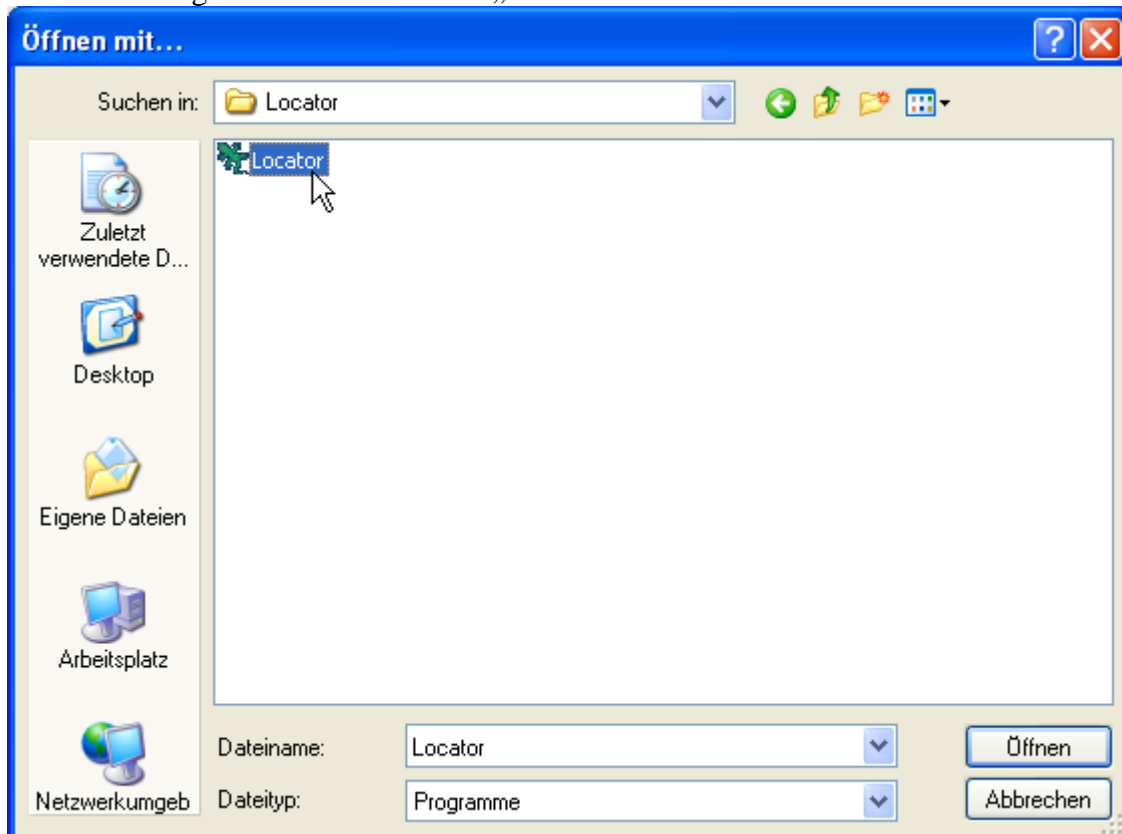 Öffnen mit...
Suchen in: Locator
Locator
Zuletzt
verwendete D...
Desktop
Eigene Dateien
Arbeitsplatz
Netzwerkumgeb
Dateiname: Locator Öffnen
Dateityp: Programme Abbrechen